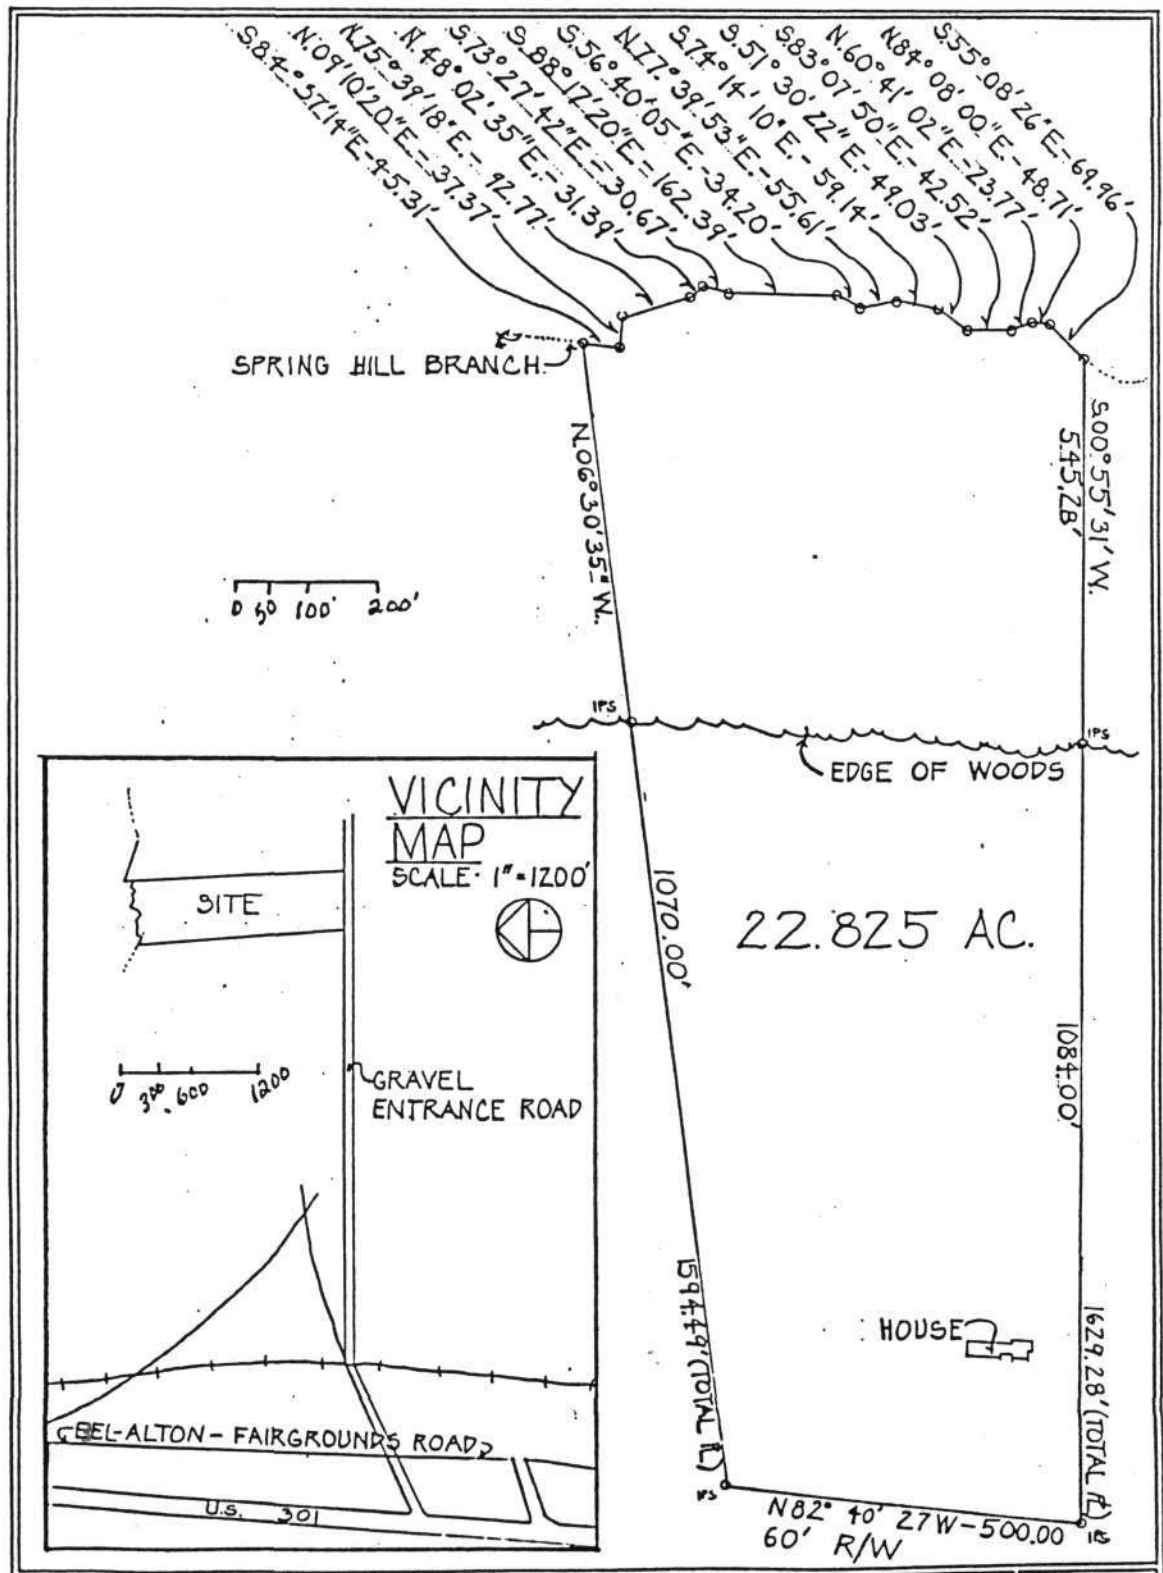 S.55°08'26"E.-69.96'
N84°08'00"E.-48.71'
N.60°41'02"E.-23.77'
S.83°07'50"E.-42.52'
S.51°30'22"E.-49.03'
S.74°14'10"E.-59.14'
N.77°39'53"E.-55.61'
S.56°40'05"E.-34.20'
S.88°17'20"E.-162.39'
S.73°27'42"E.-30.67'
N.48°02'35"E.-31.39'
N.75°39'18"E.-92.77'
N.09°10'20"E.-37.37'
S.84°57'14"E-45.31'
SPRING HILL BRANCH
N.06°30'35"W.
S.00°55'31'W.
545.28'
0 50 100' 200'
IPS
IPS
EDGE OF WOODS
VICINITY
MAP
SCALE· 1"=1200'
SITE
1070.00'
22.825 AC.
0 300 600 1200
GRAVEL
ENTRANCE ROAD
1084.00'
HOUSE
1594.49'(TOTAL ℄)
1629.28'(TOTAL ℄)
BEL-ALTON-FAIRGROUNDS ROAD
U.S. 301
IPS
N82° 40' 27W-500.00
60' R/W